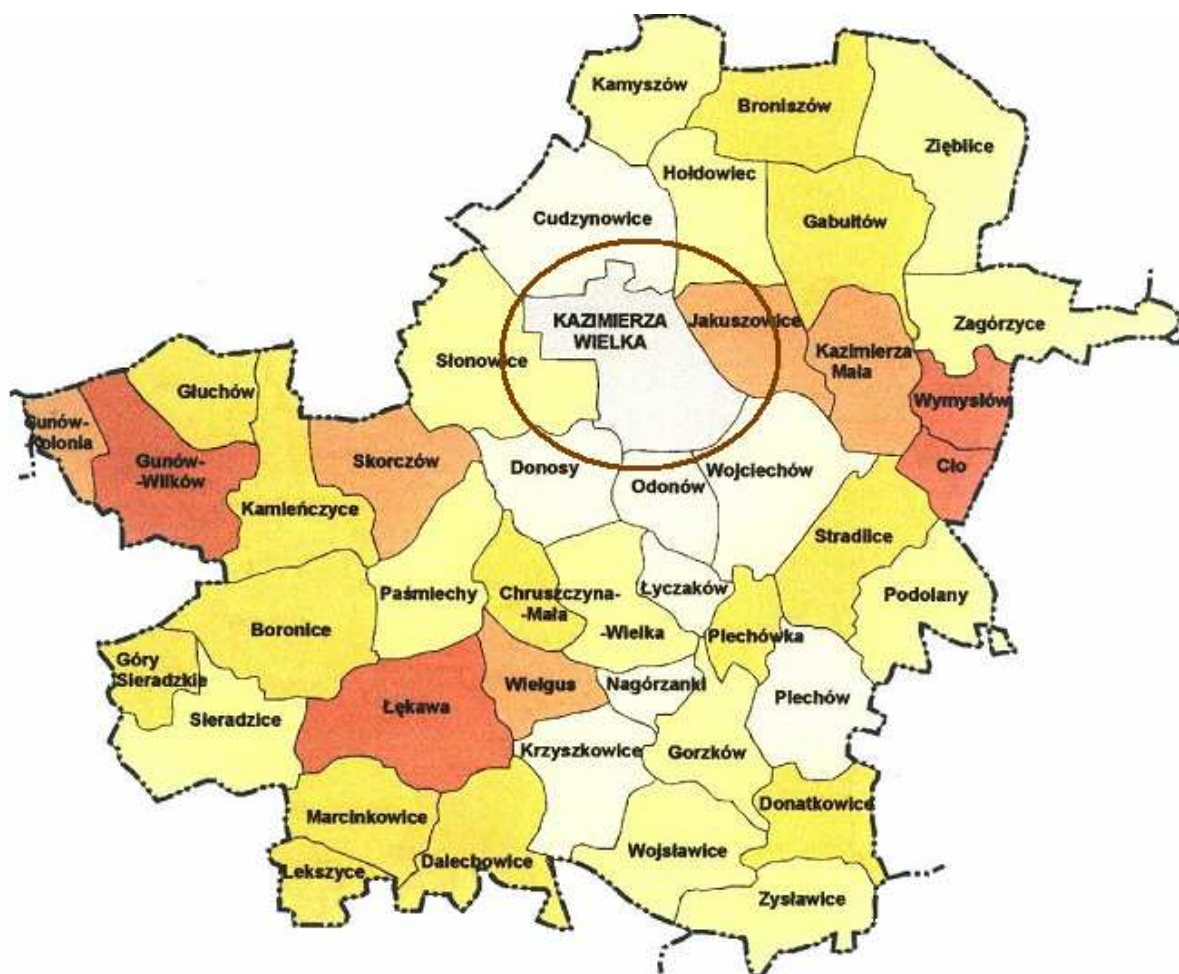 Kamyszów
Broniszów
Zięblice
Hołdowiec
Cudzynowice
Gabułtów
KAZIMIERZA
WIELKA
Jakuszowice
Zagórzyce
Słonowice
Kazimierza
Mała
Głuchów
Wymysłów
Gunów-
-Kolonia
Gunów-
-Wilków
Skorczów
Donosy
Wojciechów
Cło
Odonów
Kamieńczyce
Stradlice
Paśmiechy
Chruszczyna-
-Mała
Łyczaków
Podolany
Boronice
-Wielka
Plechówka
Góry
Sieradzkie
Wielgus
Nagórzanki
Plechów
Sieradzice
Łękawa
Krzyszkowice
Gorzków
Marcinkowice
Donatkowice
Lekszyce
Dalechowice
Wojsławice
Zysławice